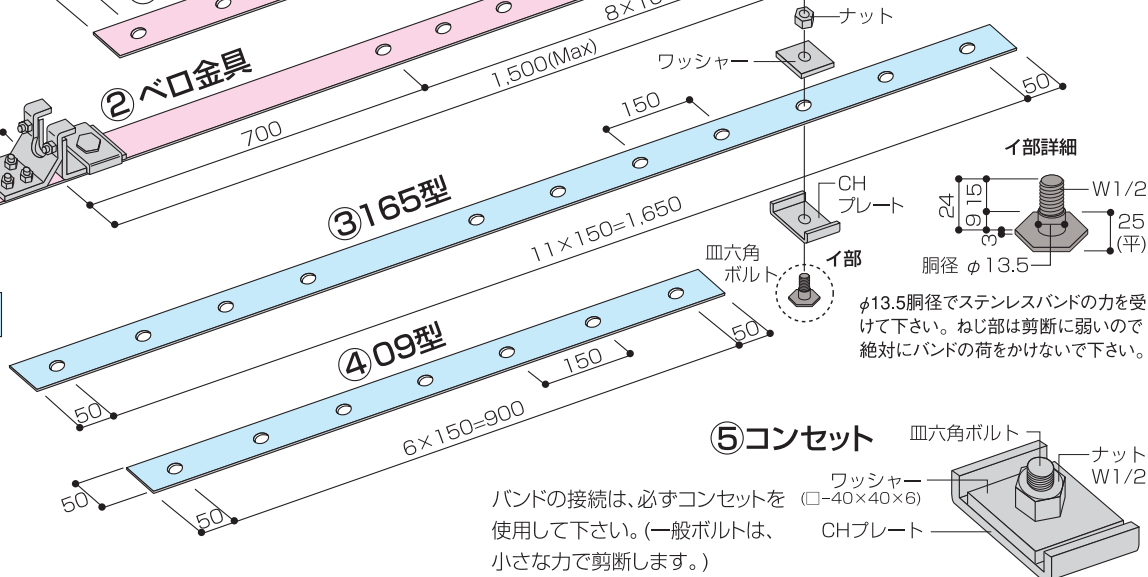 8×1
ナット
②ベロ金具
1,500(Max)
ワッシャー
700
150
50
イ部詳細
③165型
CH
プレート
W1/2
24
15
9
3
25
(平)
11×150=1,650
皿六角
ボルト
イ部
胴径 φ13.5
φ13.5胴径でステンレスバンドの力を受
けて下さい。ねじ部は剪断に弱いので
絶対にバンドの荷をかけないで下さい。
④09型
50
150
50
6×150=900
50
50
⑤コンセット
皿六角ボルト
ナット
W1/2
ワッシャー
(□-40×40×6)
CHプレート
バンドの接続は、必ずコンセットを
使用して下さい。(一般ボルトは、
小さな力で剪断します。)